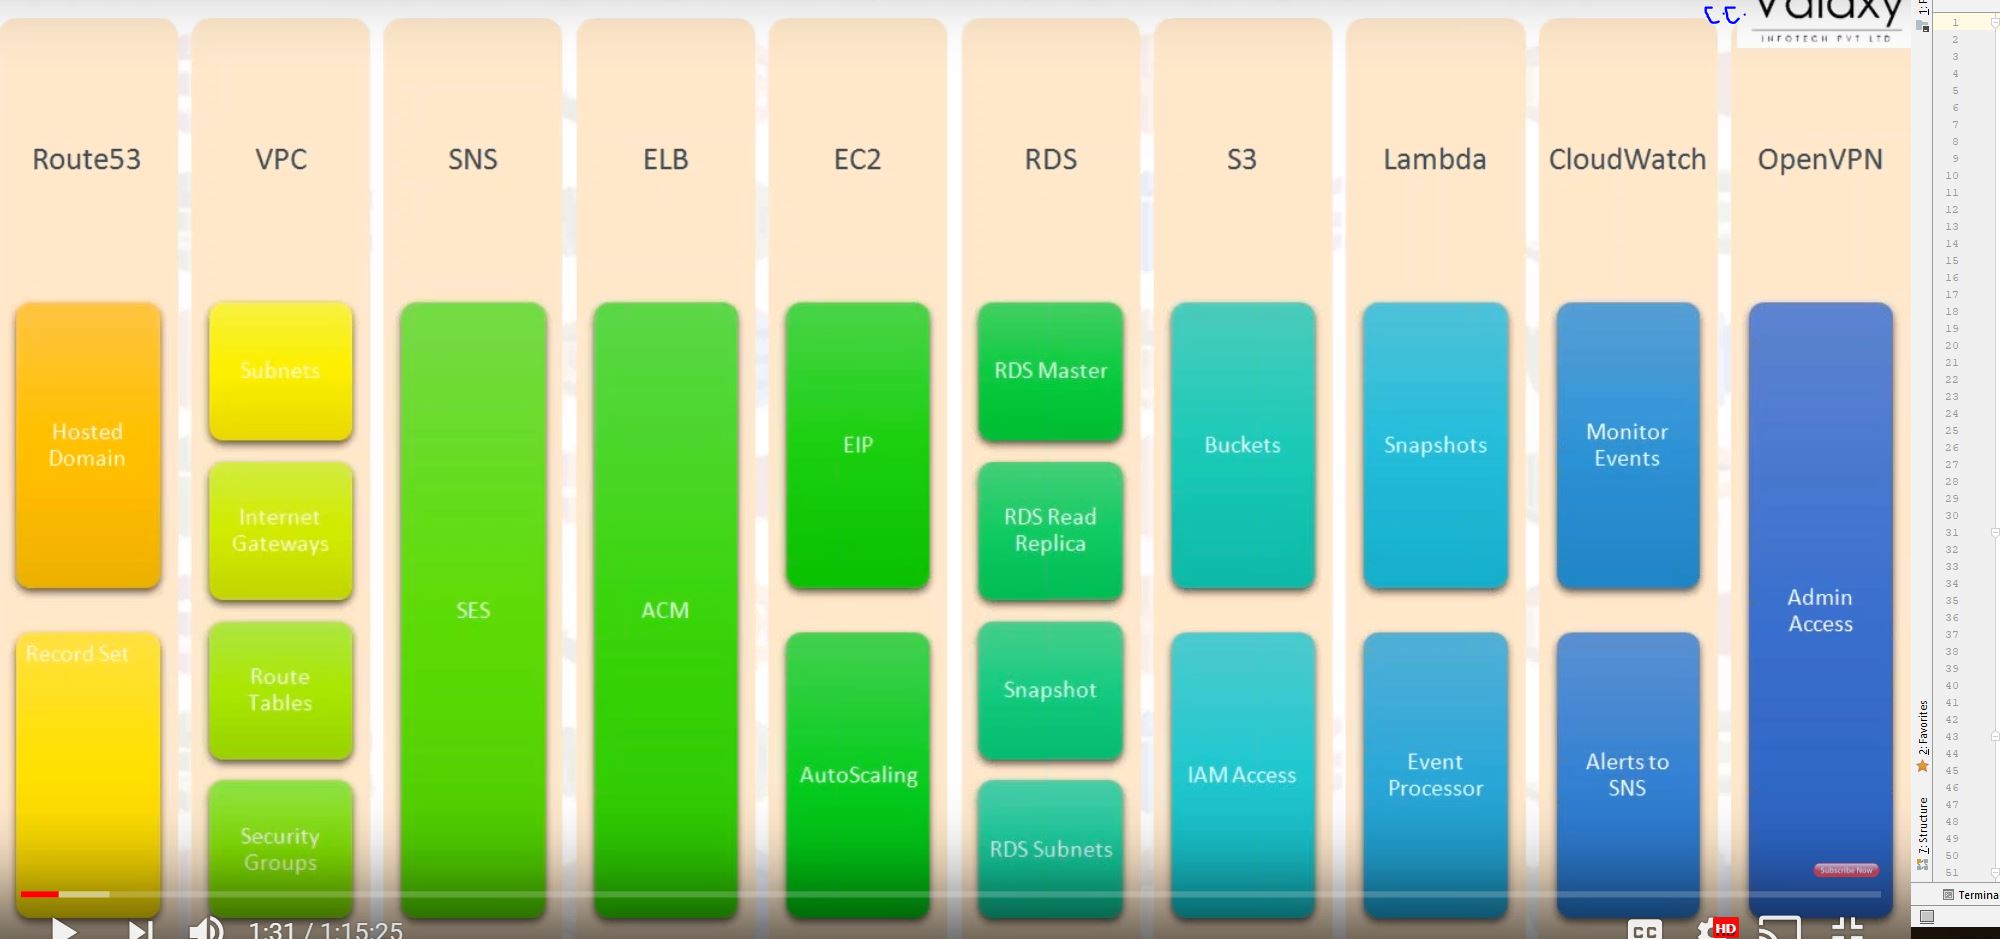 Valaxy
INFOTECH PVT LTD
Route53
VPC
SNS
ELB
EC2
RDS
S3
Lambda
CloudWatch
OpenVPN
Hosted
Domain
Record Set
Subnets
Internet
Gateways
Route
Tables
Security
Groups
SES
ACM
EIP
AutoScaling
RDS Master
RDS Read
Replica
Snapshot
RDS Subnets
Buckets
IAM Access
Snapshots
Event
Processor
Monitor
Events
Alerts to
SNS
Admin
Access
Subscribe Now
1:31 / 1:15:25
CC
HD
1
2
3
4
5
6
7
8
9
10
11
12
13
14
15
16
17
18
19
20
21
22
23
24
25
26
27
28
29
30
31
32
33
34
35
36
37
38
39
40
41
42
43
44
45
46
47
48
49
50
51
2: Favorites
7: Structure
Termina